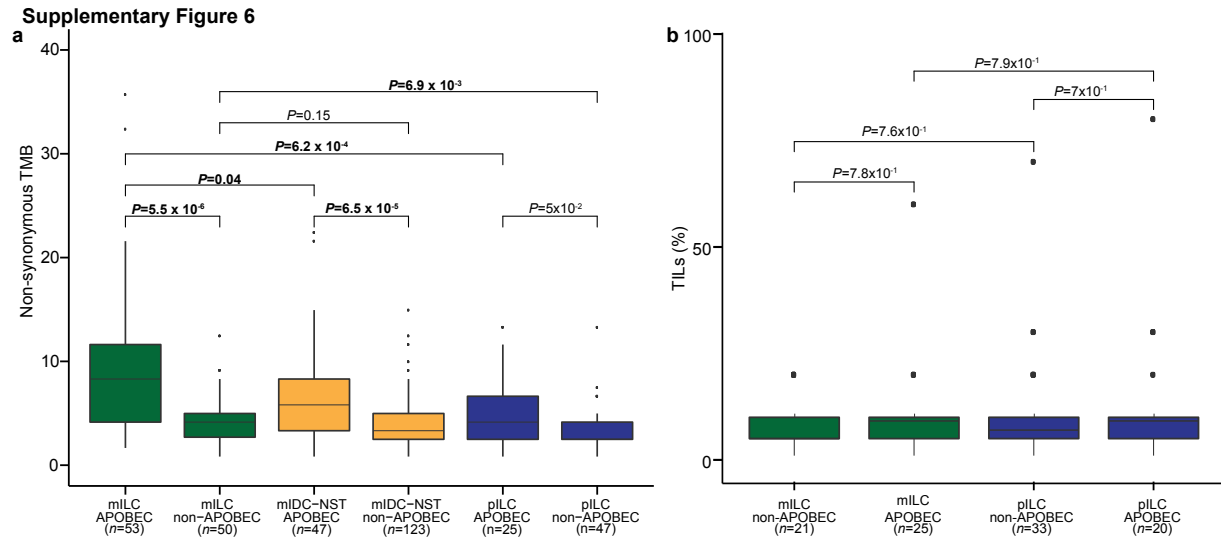 Supplementary Figure 6
a
Non-synonymous TMB
40
30
20
10
0
P=6.9 x 10-3
P=0.15
P=6.2 x 10-4
P=0.04
P=5.5 x 10-6
P=6.5 x 10-5
P=5x10-2
mILC
APOBEC
(n=53)
mILC
non−APOBEC
(n=50)
mIDC−NST
APOBEC
(n=47)
mIDC−NST
non−APOBEC
(n=123)
pILC
APOBEC
(n=25)
pILC
non−APOBEC
(n=47)
b
TILs (%)
100
50
0
P=7.9x10-1
P=7x10-1
P=7.6x10-1
P=7.8x10-1
mILC
non-APOBEC
(n=21)
mILC
APOBEC
(n=25)
pILC
non-APOBEC
(n=33)
pILC
APOBEC
(n=20)